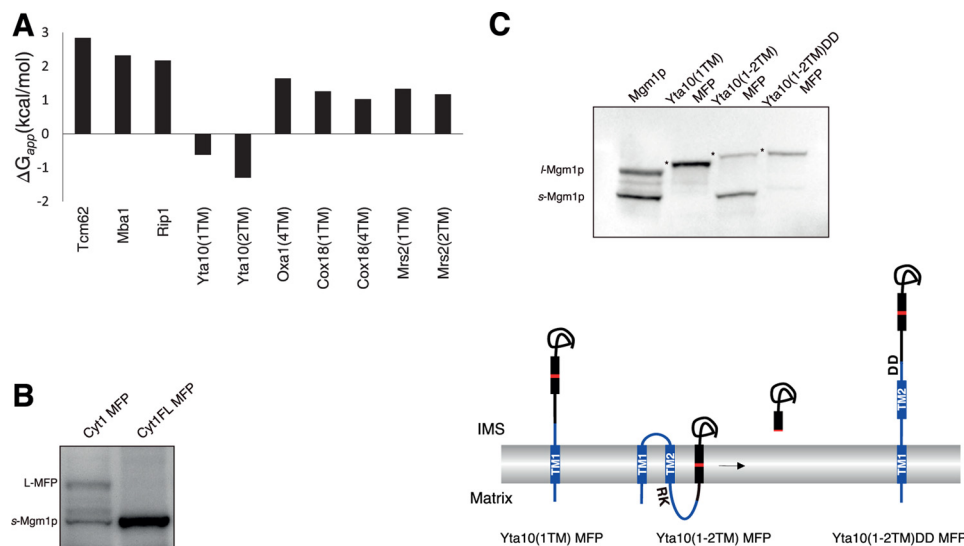 A
3
2
1
0
-1
-2
ΔGapp(kcal/mol)
Tcm62
Mba1
Rip1
Yta10(1TM)
Yta10(2TM)
Oxa1(4TM)
Cox18(1TM)
Cox18(4TM)
Mrs2(1TM)
Mrs2(2TM)
B
Cyt1 MFP
Cyt1FL MFP
L-MFP
s-Mgm1p
C
Mgm1p
Yta10(1TM)
MFP
Yta10(1-2TM)
MFP
Yta10(1-2TM)DD
MFP
l-Mgm1p
s-Mgm1p
*
*
*
IMS
Matrix
TM1
TM1
TM2
RK
DD
TM2
TM1
Yta10(1TM) MFP
Yta10(1-2TM) MFP
Yta10(1-2TM)DD MFP